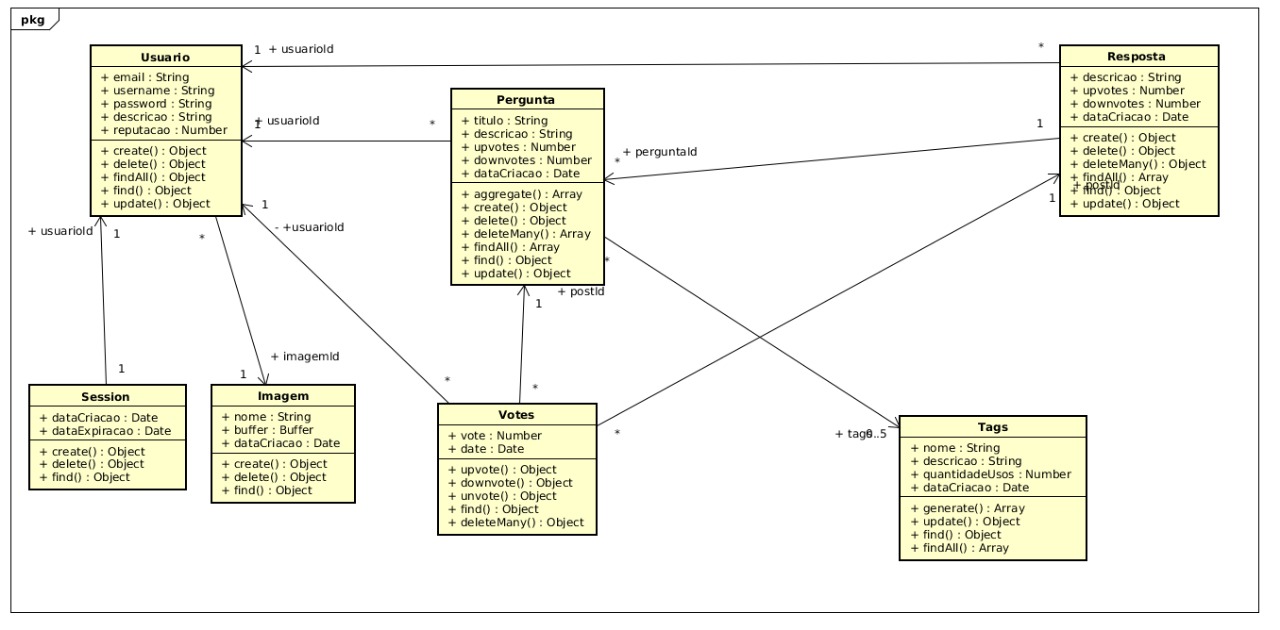 pkg
Usuario
+ email : String
+ username : String
+ password : String
+ descricao : String
+ reputacao : Number
+ create() : Object
+ delete() : Object
+ findAll() : Object
+ find() : Object
+ update() : Object
1 + usuarioId
*
1
+ usuarioId
*
Pergunta
+ titulo : String
+ descricao : String
+ upvotes : Number
+ downvotes : Number
+ dataCriacao : Date
+ aggregate() : Array
+ create() : Object
+ delete() : Object
+ deleteMany() : Array
+ findAll() : Array
+ find() : Object
+ update() : Object
Resposta
+ descricao : String
+ upvotes : Number
+ downvotes : Number
+ dataCriacao : Date
+ create() : Object
+ delete() : Object
+ deleteMany() : Object
+ findAll() : Array
+ find() : Object
+ update() : Object
1
* + perguntaId
+ postId
1
+ usuarioId
1
*
1
- +usuarioId
*
+ postId
1
+ imagemId
1
1
*
*
Session
+ dataCriacao : Date
+ dataExpiracao : Date
+ create() : Object
+ delete() : Object
+ find() : Object
Imagem
+ nome : String
+ buffer : Buffer
+ dataCriacao : Date
+ create() : Object
+ delete() : Object
+ find() : Object
Votes
+ vote : Number
+ date : Date
+ upvote() : Object
+ downvote() : Object
+ unvote() : Object
+ find() : Object
+ deleteMany() : Object
*
+ tags
0..5
Tags
+ nome : String
+ descricao : String
+ quantidadeUsos : Number
+ dataCriacao : Date
+ generate() : Array
+ update() : Object
+ find() : Object
+ findAll() : Array